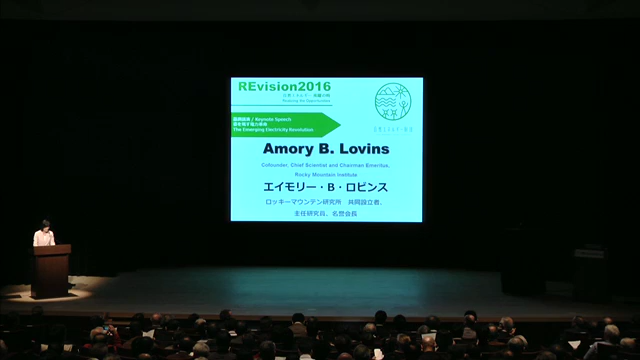 REvision2016
Keynote Speech
The Emerging Electricity Revolution
Amory B. Lovins
Cofounder, Chief Scientist and Chairman Emeritus,
Rocky Mountain Institute
エイモリー・B・ロビンス
ロッキーマウンテン研究所 共同設立者、
主任研究員、名誉会長